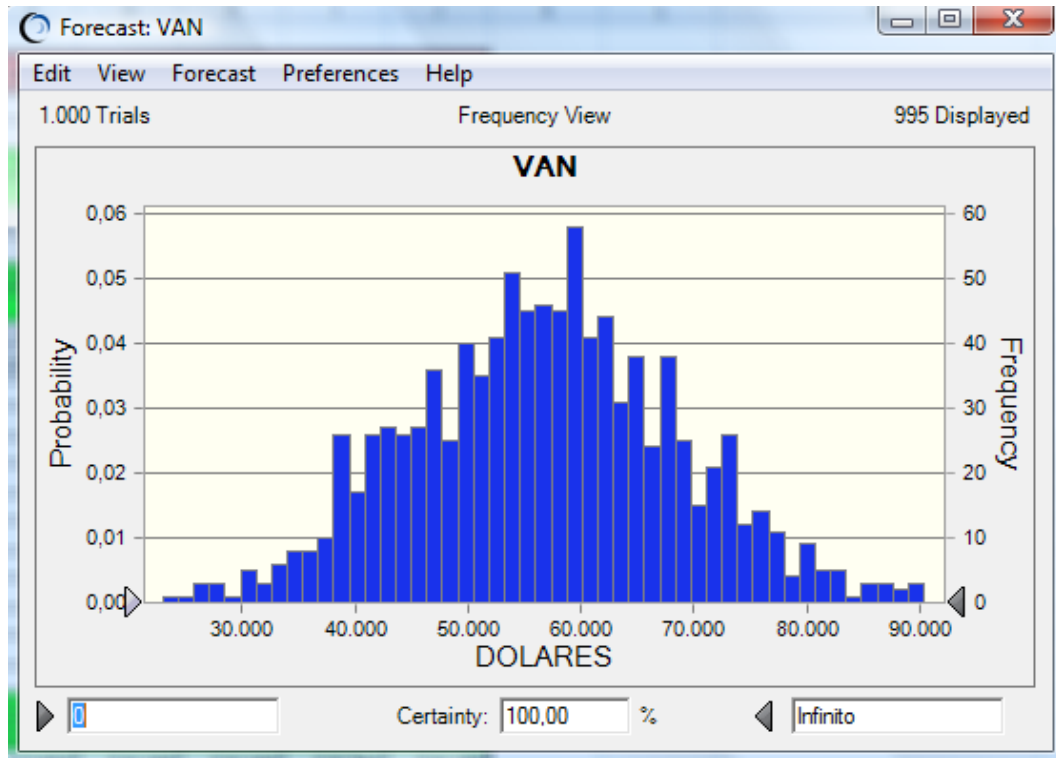 Forecast: VAN
Edit View Forecast Preferences Help
1.000 Trials Frequency View 995 Displayed
VAN
0,06 60
0,05 50
0,04 40
0,03 30
0,02 20
0,01 10
0,00 0
Probability
Frequency
30.000 40.000 50.000 60.000 70.000 80.000 90.000
DOLARES
0 Certainty: 100,00 % Infinito